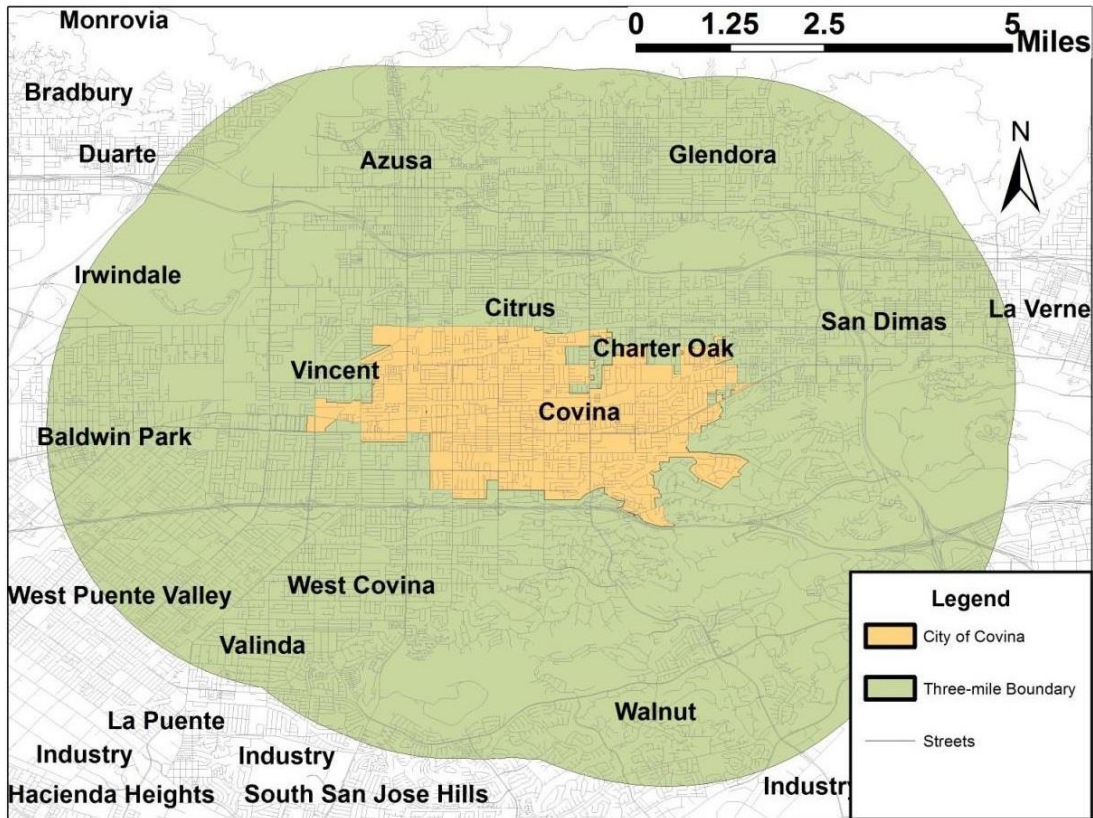 Monrovia
0 1.25 2.5 5
Miles
Bradbury
N
Duarte
Azusa
Glendora
Irwindale
Citrus
La Verne
San Dimas
Charter Oak
Vincent
Covina
Baldwin Park
West Covina
West Puente Valley
Valinda
Walnut
La Puente
Industry
Industry
Industry
Hacienda Heights
South San Jose Hills
Legend
City of Covina
Three-mile Boundary
Streets